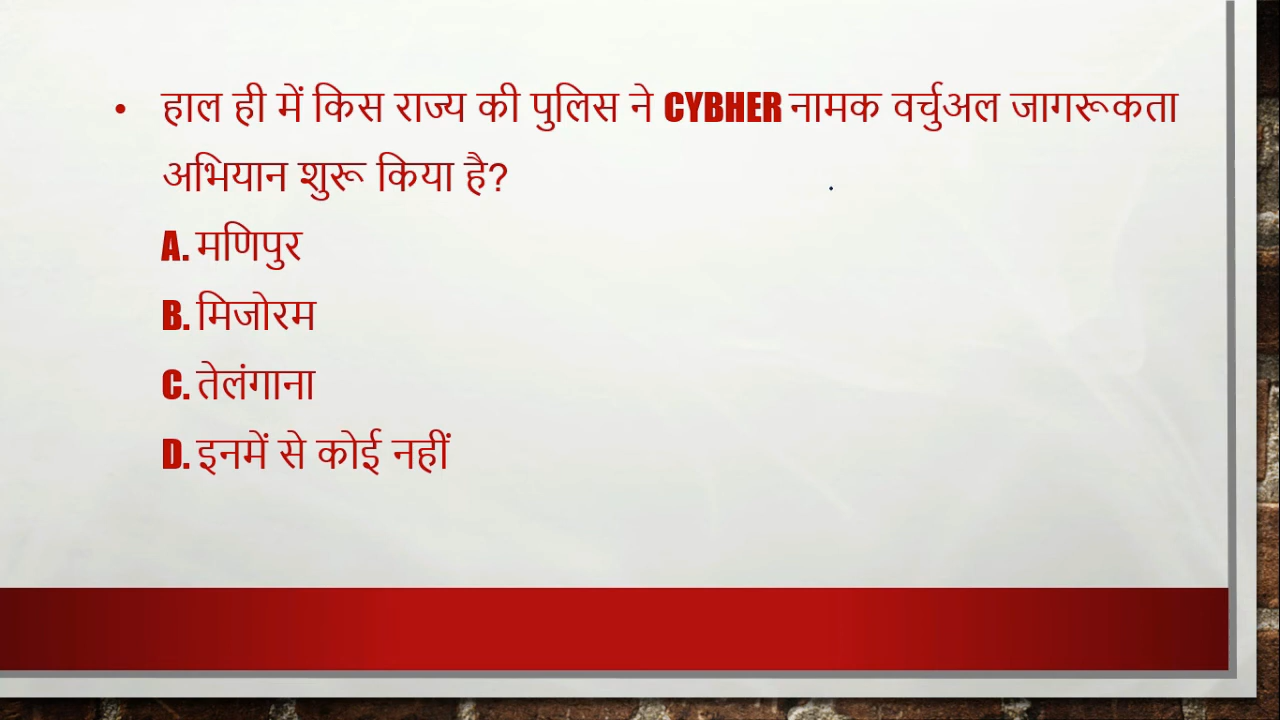 • हाल ही में किस राज्य की पुलिस ने CYBHER नामक वर्चुअल जागरूकता
अभियान शुरू किया है?
A. मणिपुर
B. मिजोरम
C. तेलंगाना
D. इनमें से कोई नहीं